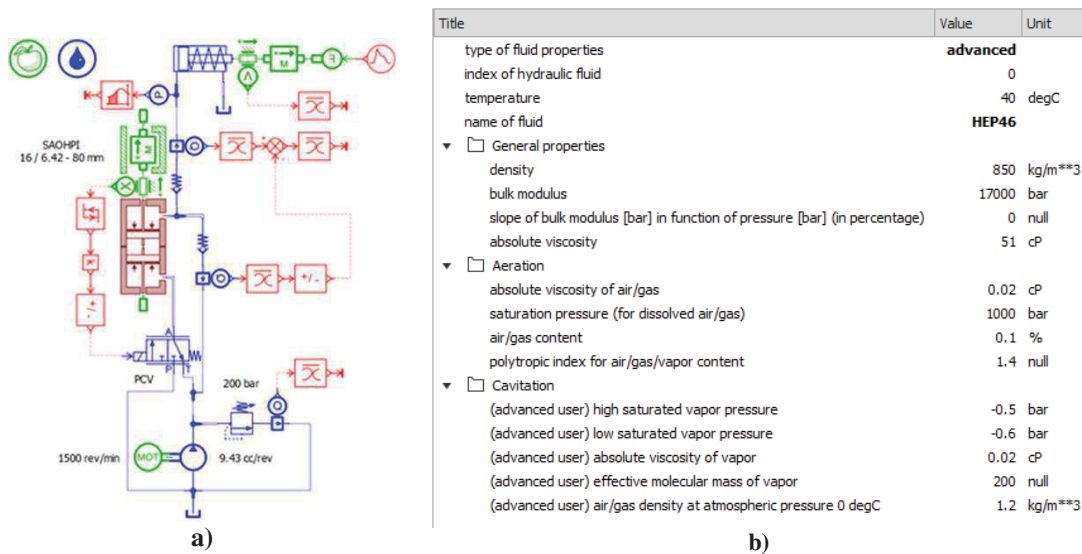 SAOHPI
16 / 6.42 - 80 mm
M
R
V
P
M
X
Q
K
+/-
+/-
Q
A
P T
PCV
200 bar
Q
1500 rev/min
MOT
9.43 cc/rev
a)
Title Value Unit
type of fluid properties advanced
index of hydraulic fluid 0
temperature 40 degC
name of fluid HEP46
General properties
density 850 kg/m**3
bulk modulus 17000 bar
slope of bulk modulus [bar] in function of pressure [bar] (in percentage) 0 null
absolute viscosity 51 cP
Aeration
absolute viscosity of air/gas 0.02 cP
saturation pressure (for dissolved air/gas) 1000 bar
air/gas content 0.1 %
polytropic index for air/gas/vapor content 1.4 null
Cavitation
(advanced user) high saturated vapor pressure -0.5 bar
(advanced user) low saturated vapor pressure -0.6 bar
(advanced user) absolute viscosity of vapor 0.02 cP
(advanced user) effective molecular mass of vapor 200 null
(advanced user) air/gas density at atmospheric pressure 0 degC 1.2 kg/m**3
b)